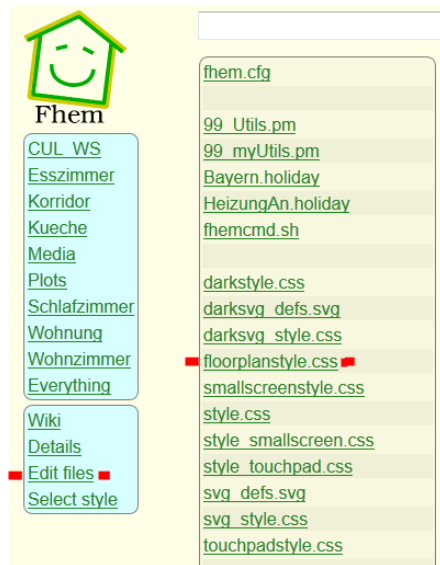 Fhem
CUL_WS
Esszimmer
Korridor
Kueche
Media
Plots
Schlafzimmer
Wohnung
Wohnzimmer
Everything
Wiki
Details
Edit files
Select style
fhem.cfg
99_Utils.pm
99_myUtils.pm
Bayern.holiday
HeizungAn.holiday
fhemcmd.sh
darkstyle.css
darksvg_defs.svg
darksvg_style.css
floorplanstyle.css
smallscreenstyle.css
style.css
style_smallscreen.css
style_touchpad.css
svg_defs.svg
svg_style.css
touchpadstyle.css